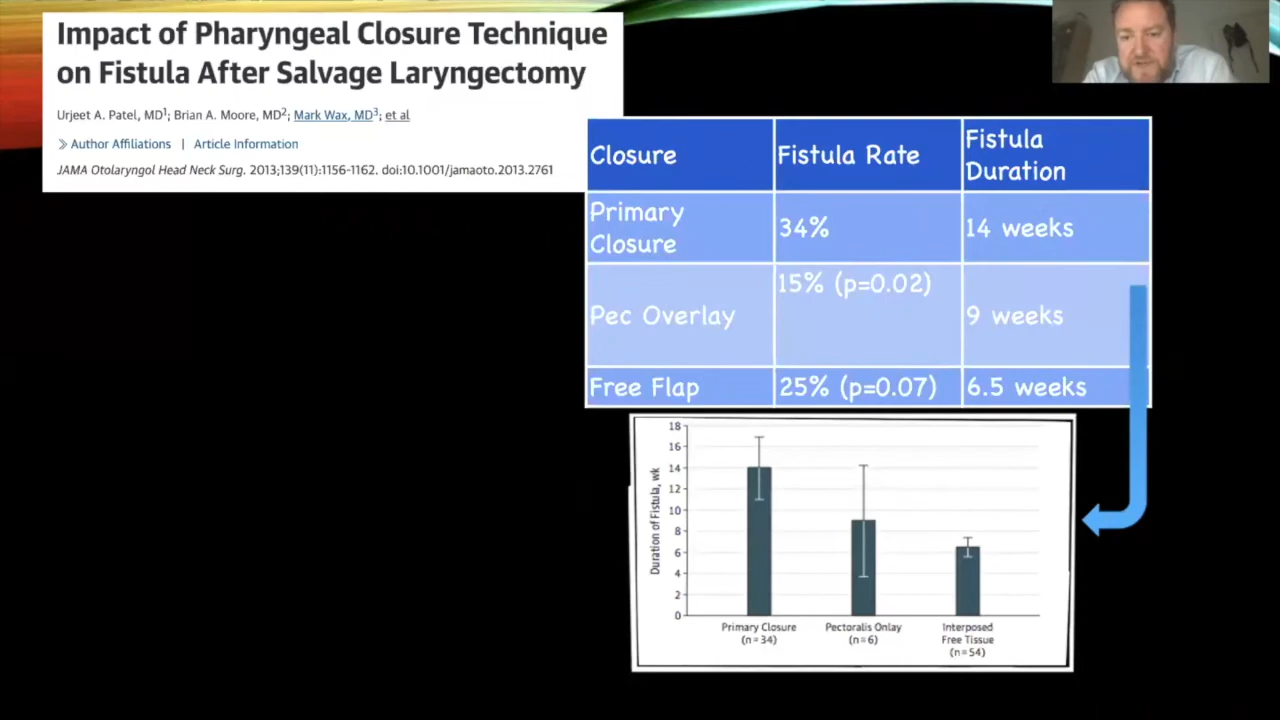 Impact of Pharyngeal Closure Technique
on Fistula After Salvage Laryngectomy
Urjeet A. Patel, MD1; Brian A. Moore, MD2; Mark Wax, MD3; et al
» Author Affiliations | Article Information
JAMA Otolaryngol Head Neck Surg. 2013;139(11):1156-1162. doi:10.1001/jamaoto.2013.2761
Closure
Fistula Rate
Fistula
Duration
Primary
Closure
34%
14 weeks
Pec Overlay
15% (p=0.02)
9 weeks
Free Flap
25% (p=0.07)
6.5 weeks
Duration of Fistula, wk
18
16
14
12
10
8
6
4
2
0
Primary Closure
(n=34)
Pectoralis Onlay
(n=6)
Interposed
Free Tissue
(n=54)